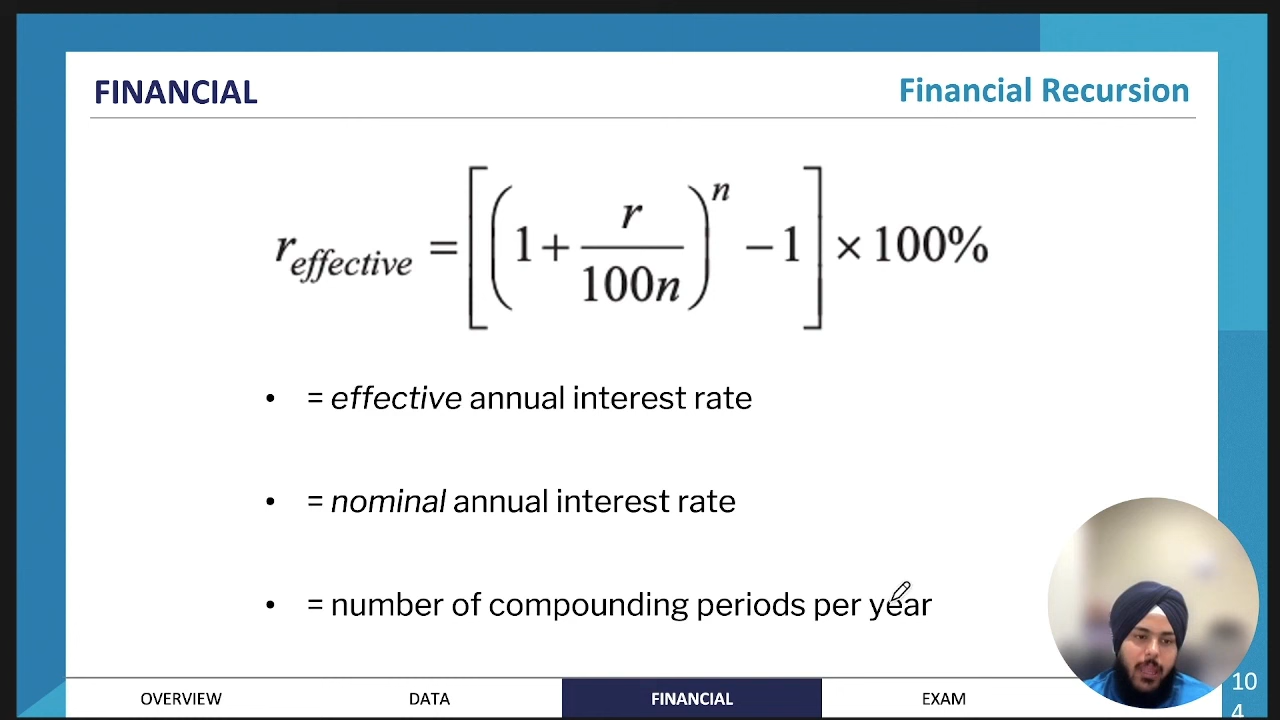 FINANCIAL
Financial Recursion
r_effective = [(1 + r/100n)^n − 1] × 100%
• = effective annual interest rate
• = nominal annual interest rate
• = number of compounding periods per year
OVERVIEW
DATA
FINANCIAL
EXAM
10
4